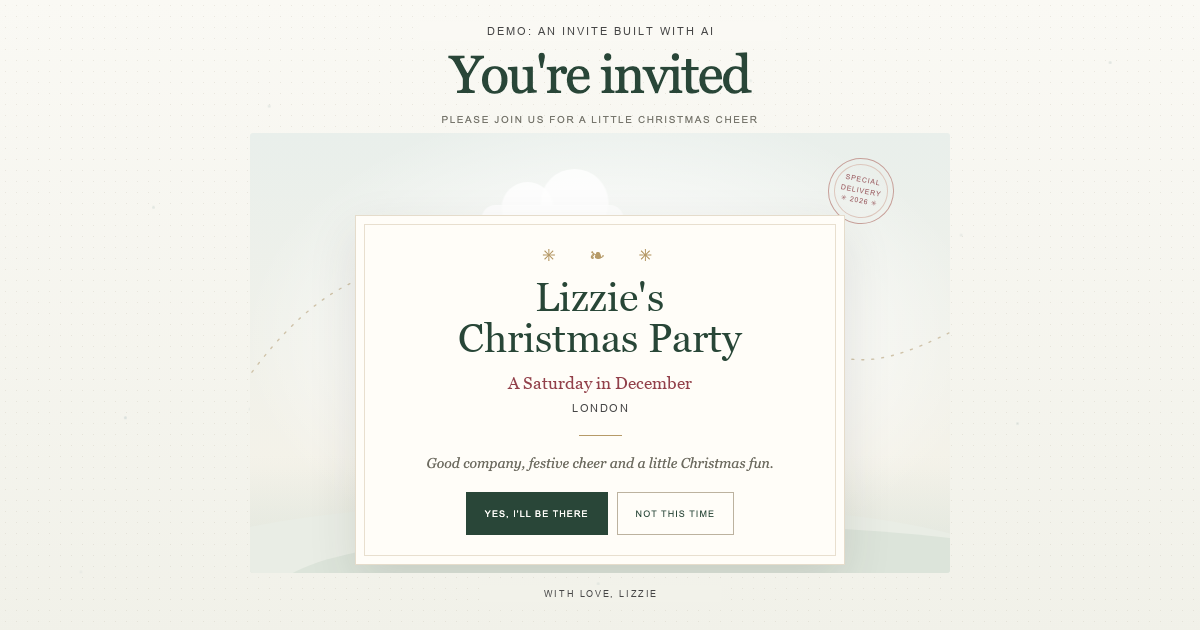 DEMO: AN INVITE BUILT WITH AI
You're invited
PLEASE JOIN US FOR A LITTLE CHRISTMAS CHEER
SPECIAL
DELIVERY
✳ 2026 ✳
Lizzie's
Christmas Party
A Saturday in December
LONDON
Good company, festive cheer and a little Christmas fun.
YES, I'LL BE THERE
NOT THIS TIME
WITH LOVE, LIZZIE